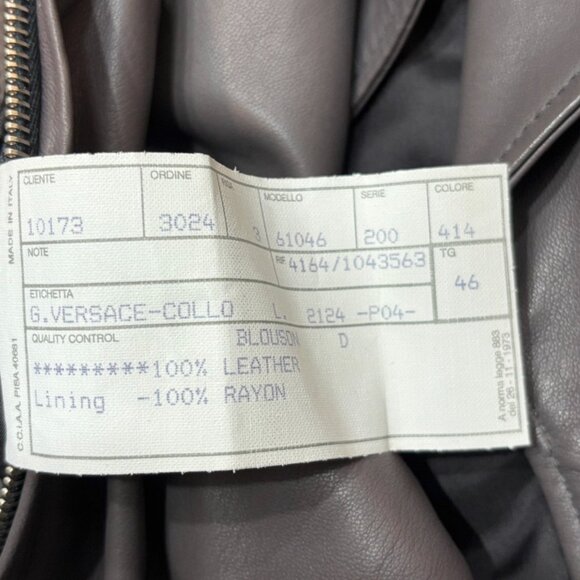 CLIENTE ORDINE RIGA MODELLO SERIE COLORE
10173 3024 3 61046 200 414
NOTE RIF 4164/1043563 TG
46
ETICHETTA
G.VERSACE-COLLO L. 2124 -P04-
QUALITY CONTROL BLOUSON D
*********100% LEATHER
Lining -100% RAYON
C.C.I.A.A. PISA 40681 MADE IN ITALY
A norma legge 883
del 26 - 11 - 1973